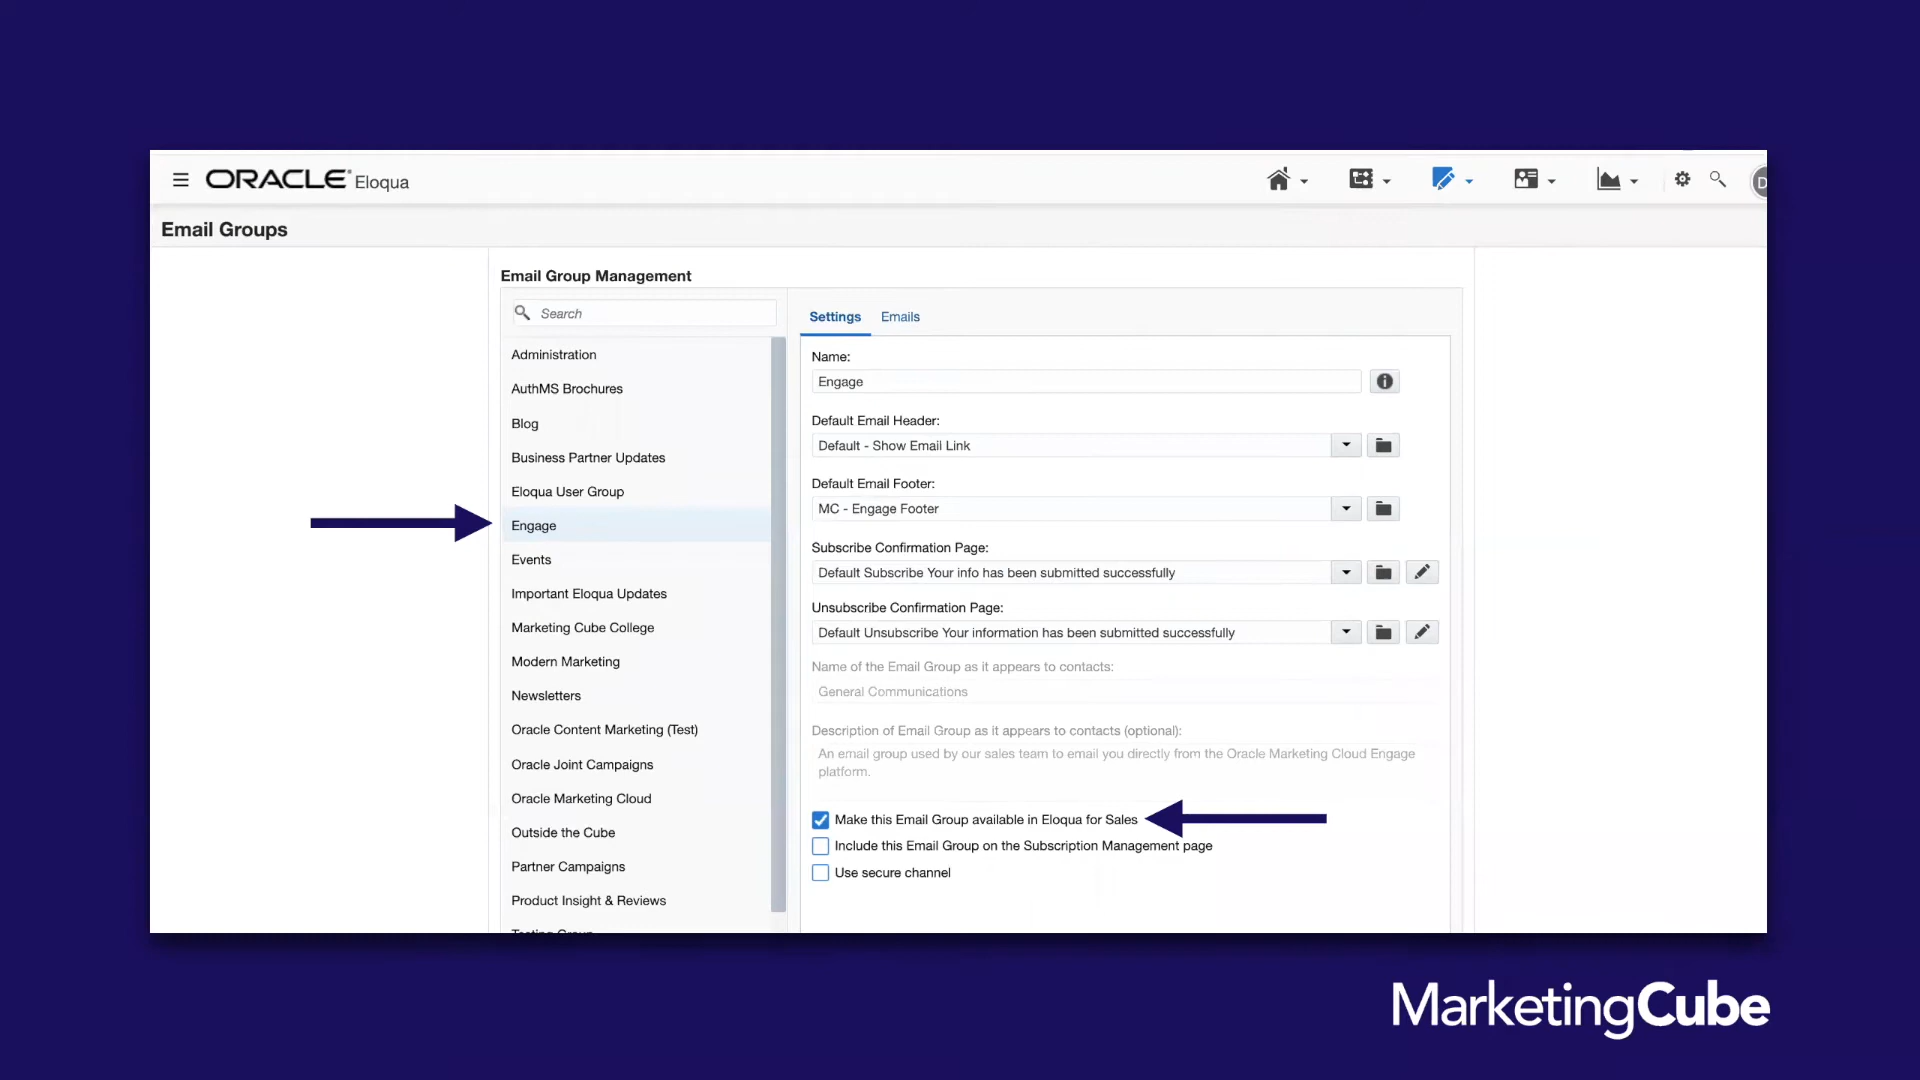 ORACLE Eloqua
D
Email Groups
Email Group Management
Search
Administration
AuthMS Brochures
Blog
Business Partner Updates
Eloqua User Group
Engage
Events
Important Eloqua Updates
Marketing Cube College
Modern Marketing
Newsletters
Oracle Content Marketing (Test)
Oracle Joint Campaigns
Oracle Marketing Cloud
Outside the Cube
Partner Campaigns
Product Insight & Reviews
Settings Emails
Name:
Engage
Default Email Header:
Default - Show Email Link
Default Email Footer:
MC - Engage Footer
Subscribe Confirmation Page:
Default Subscribe Your info has been submitted successfully
Unsubscribe Confirmation Page:
Default Unsubscribe Your information has been submitted successfully
Name of the Email Group as it appears to contacts:
General Communications
Description of Email Group as it appears to contacts (optional):
An email group used by our sales team to email you directly from the Oracle Marketing Cloud Engage
platform.
Make this Email Group available in Eloqua for Sales
Include this Email Group on the Subscription Management page
Use secure channel
MarketingCube